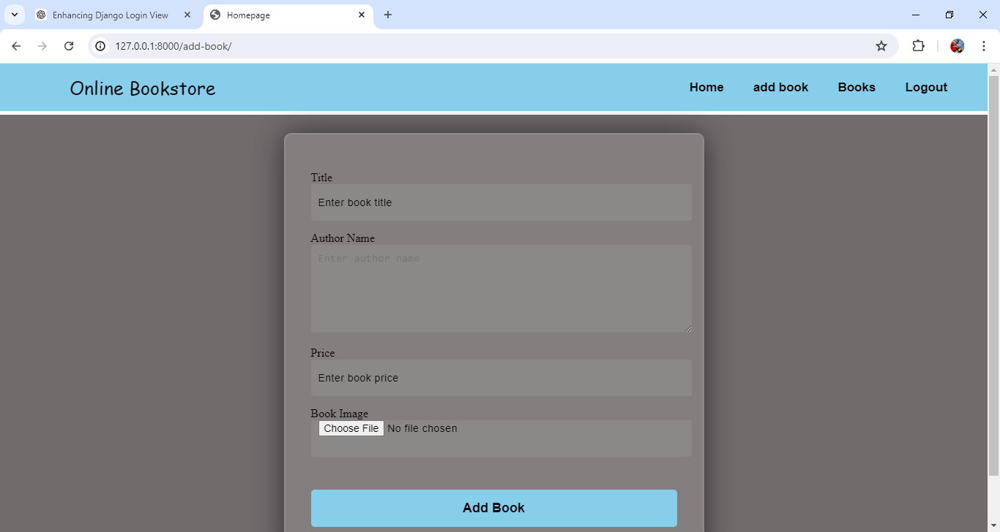 Enhancing Django Login View
Homepage
127.0.0.1:8000/add-book/
Online Bookstore
Home add book Books Logout
Title
Enter book title
Author Name
Enter author name
Price
Enter book price
Book Image
Choose File No file chosen
Add Book